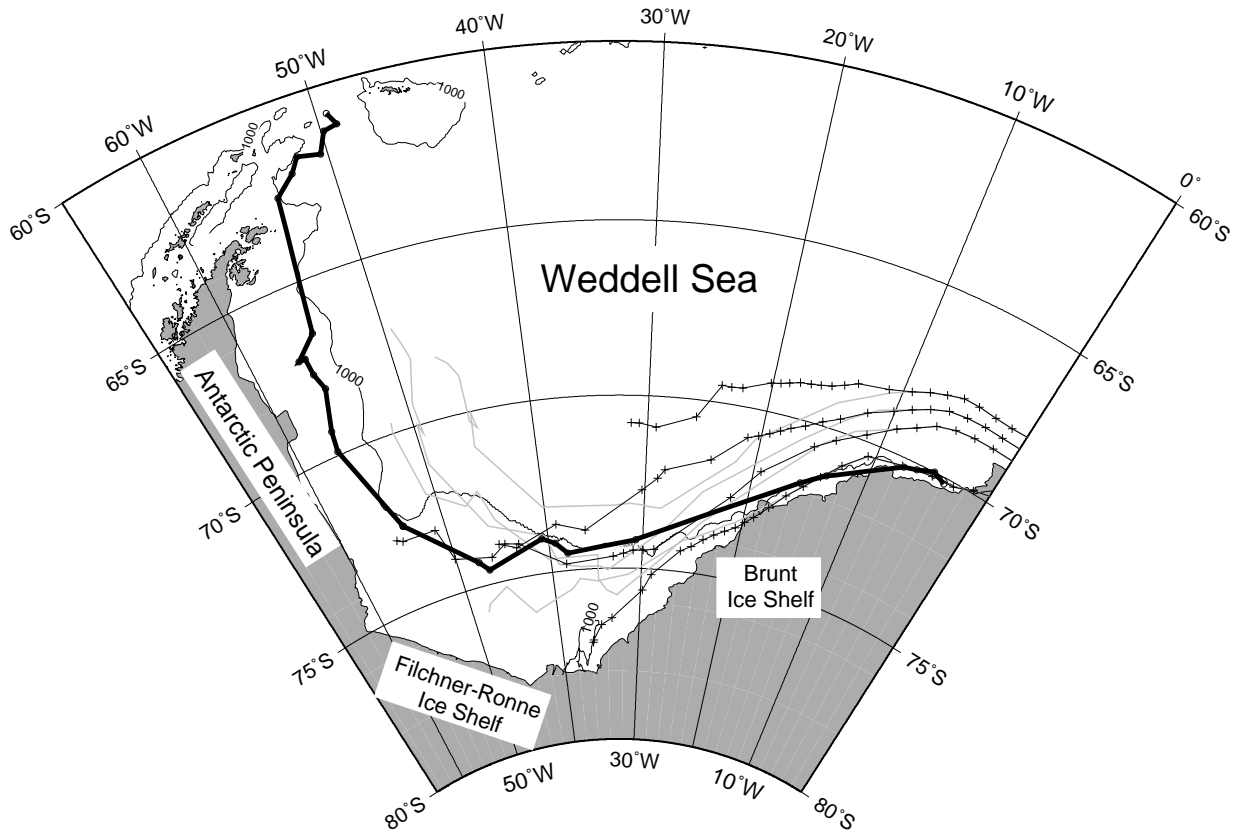 30˚W
40˚W
20˚W
50˚W
10˚W
1000
60˚W
1000
0˚
60˚S
60˚S
Weddell Sea
65˚S
65˚S
1000
Antarctic Peninsula
70˚S
70˚S
Brunt
Ice Shelf
1000
75˚S
75˚S
Filchner-Ronne
Ice Shelf
50˚W
30˚W
10˚W
80˚S
80˚S